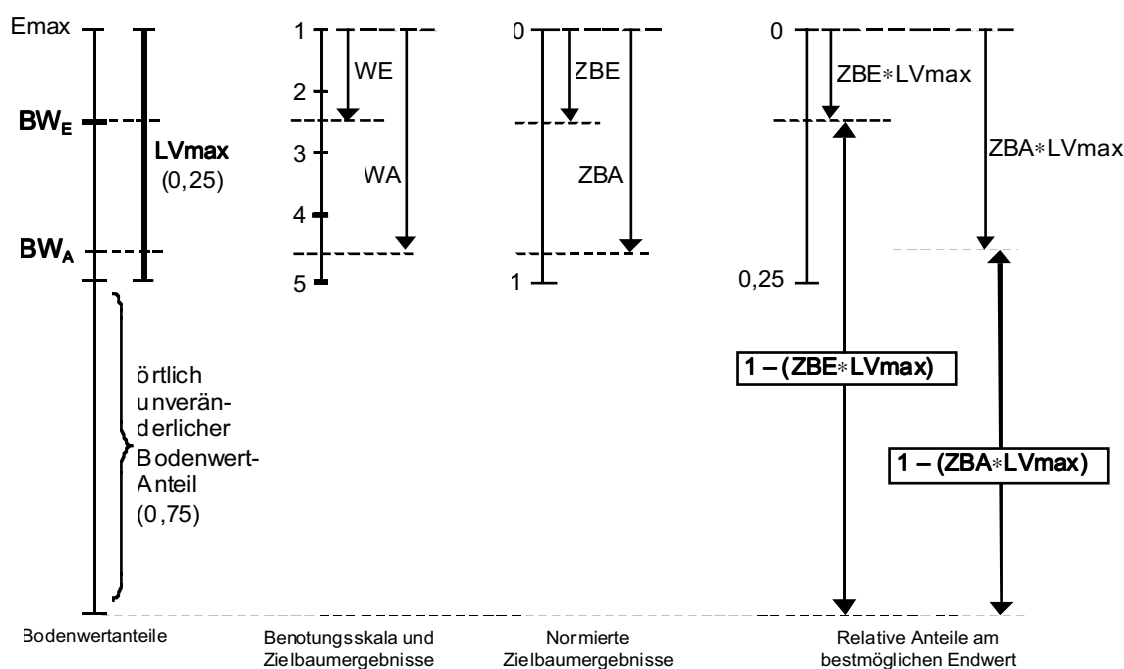 Emax
BW_E
LVmax
(0,25)
BW_A
örtlich
unverän-
derlicher
Bodenwert-
Anteil
(0,75)
Bodenwertanteile
1
2
3
4
5
WE
WA
Benotungsskala und
Zielbaumergebnisse
0
1
ZBE
ZBA
Normierte
Zielbaumergebnisse
0
0,25
ZBE*LVmax
ZBA*LVmax
1 – (ZBE*LVmax)
1 – (ZBA*LVmax)
Relative Anteile am
bestmöglichen Endwert